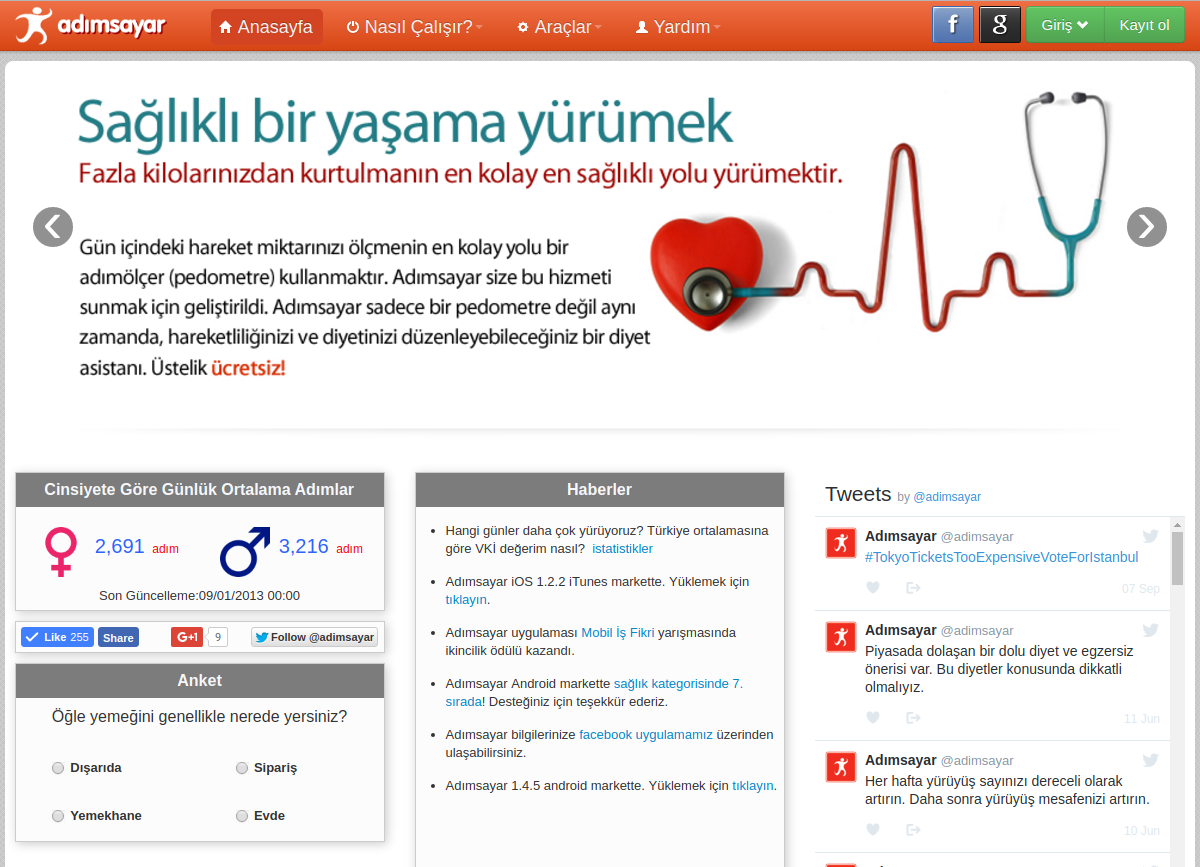 adımsayar
Anasayfa
Nasıl Çalışır?
Araçlar
Yardım
f
g
Giriş
Kayıt ol
Sağlıklı bir yaşama yürümek
Fazla kilolarınızdan kurtulmanın en kolay en sağlıklı yolu yürümektir.
Gün içindeki hareket miktarınızı ölçmenin en kolay yolu bir
adımölçer (pedometre) kullanmaktır. Adımsayar size bu hizmeti
sunmak için geliştirildi. Adımsayar sadece bir pedometre değil aynı
zamanda, hareketliliğinizi ve diyetinizi düzenleyebileceğiniz bir diyet
asistanı. Üstelik ücretsiz!
Cinsiyete Göre Günlük Ortalama Adımlar
2,691 adım
3,216 adım
Son Güncelleme:09/01/2013 00:00
Like 255
Share
G+1
9
Follow @adimsayar
Anket
Öğle yemeğini genellikle nerede yersiniz?
Dışarıda
Sipariş
Yemekhane
Evde
Haberler
Hangi günler daha çok yürüyoruz? Türkiye ortalamasına
göre VKİ değerim nasıl? istatistikler
Adımsayar iOS 1.2.2 iTunes markette. Yüklemek için
tıklayın.
Adımsayar uygulaması Mobil İş Fikri yarışmasında
ikincilik ödülü kazandı.
Adımsayar Android markette sağlık kategorisinde 7.
sırada! Desteğiniz için teşekkür ederiz.
Adımsayar bilgilerinize facebook uygulamamız üzerinden
ulaşabilirsiniz.
Adımsayar 1.4.5 android markette. Yüklemek için tıklayın.
Tweets by @adimsayar
Adımsayar @adimsayar
#TokyoTicketsTooExpensiveVoteForIstanbul
07 Sep
Adımsayar @adimsayar
Piyasada dolaşan bir dolu diyet ve egzersiz
önerisi var. Bu diyetler konusunda dikkatli
olmalıyız.
11 Jun
Adımsayar @adimsayar
Her hafta yürüyüş sayınızı dereceli olarak
artırın. Daha sonra yürüyüş mesafenizi artırın.
10 Jun